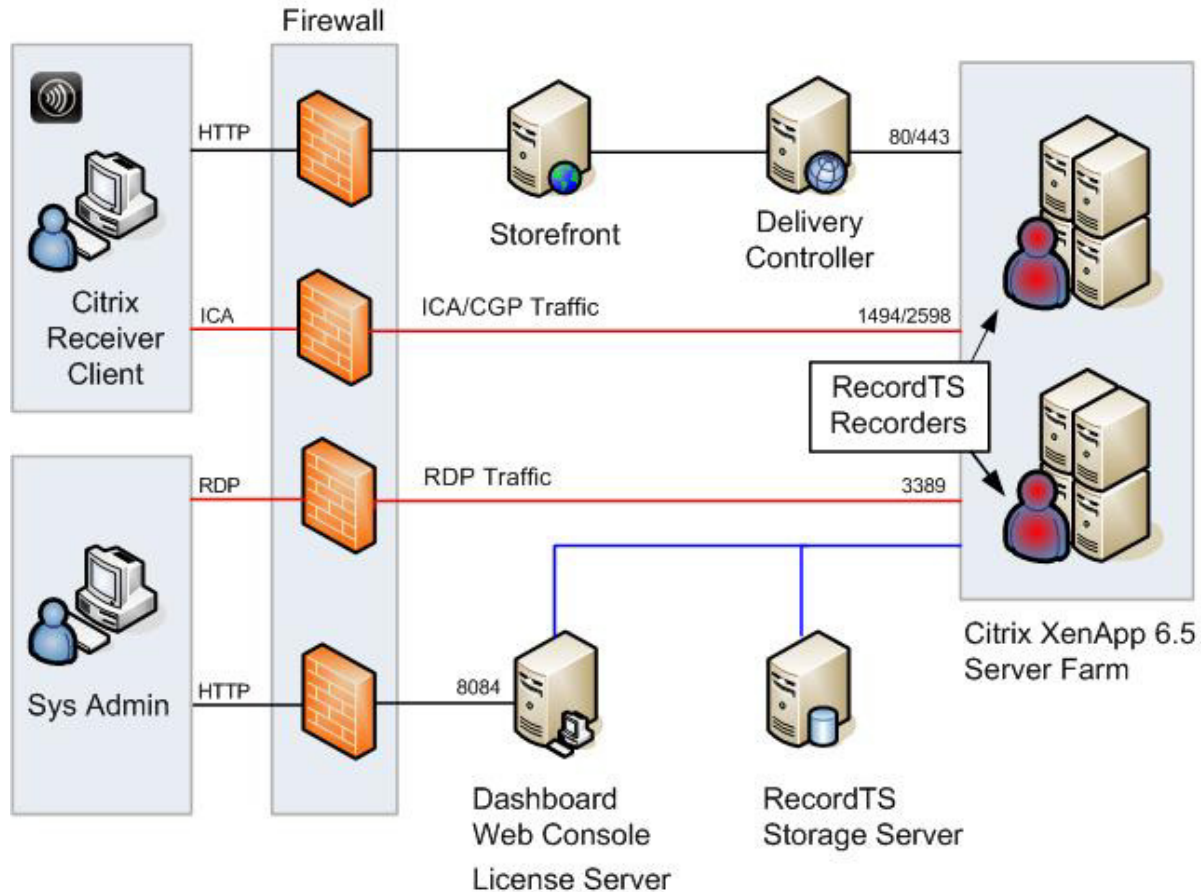 Firewall
HTTP
80/443
Storefront
Delivery
Controller
Citrix
Receiver
Client
ICA
ICA/CGP Traffic
1494/2598
RecordTS
Recorders
RDP
RDP Traffic
3389
Sys Admin
HTTP
8084
Citrix XenApp 6.5
Server Farm
Dashboard
Web Console
License Server
RecordTS
Storage Server